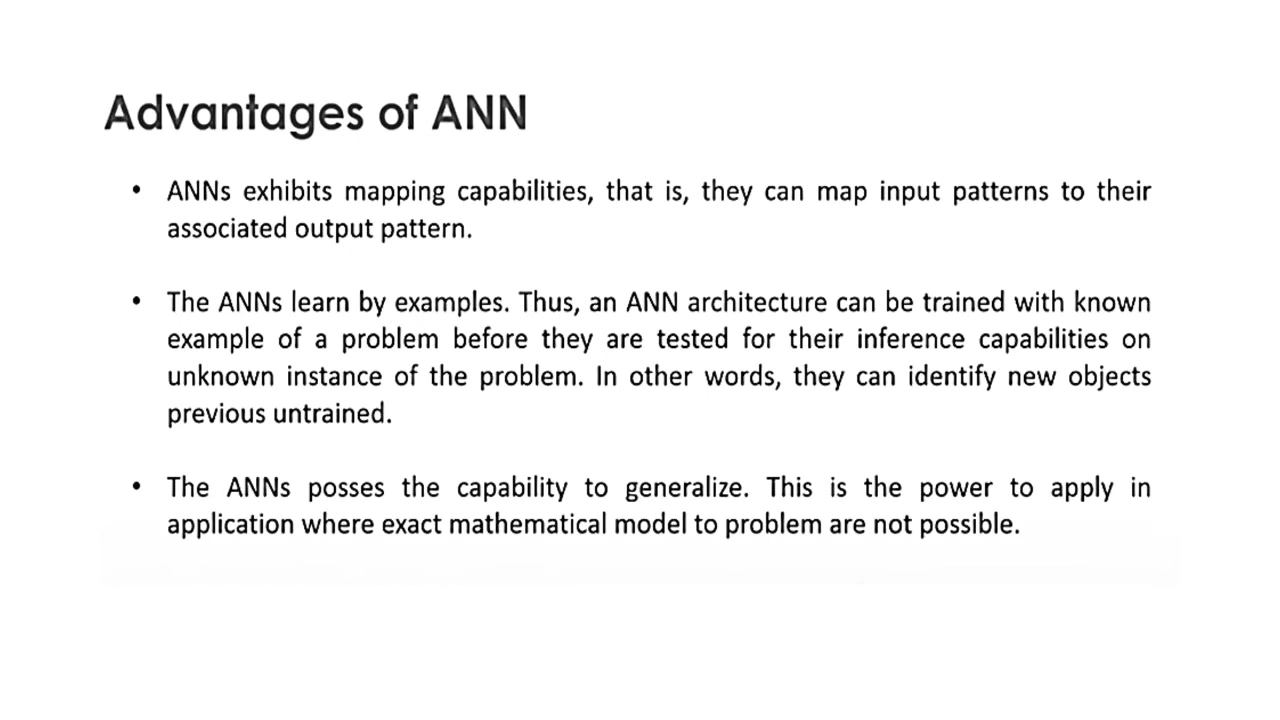 Advantages of ANN
• ANNs exhibits mapping capabilities, that is, they can map input patterns to their
associated output pattern.
• The ANNs learn by examples. Thus, an ANN architecture can be trained with known
example of a problem before they are tested for their inference capabilities on
unknown instance of the problem. In other words, they can identify new objects
previous untrained.
• The ANNs posses the capability to generalize. This is the power to apply in
application where exact mathematical model to problem are not possible.